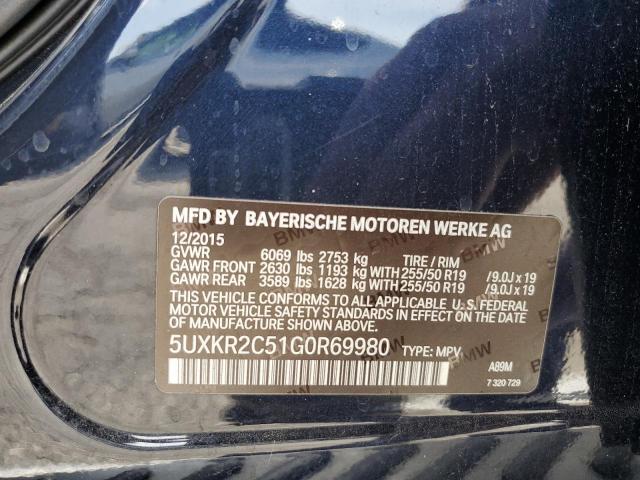 MFD BY BAYERISCHE MOTOREN WERKE AG
12/2015
GVWR 6069 lbs 2753 kg TIRE / RIM
GAWR FRONT 2630 lbs 1193 kg WITH 255/50 R19 /9.0J x 19
GAWR REAR 3589 lbs 1628 kg WITH 255/50 R19 /9.0J x 19
THIS VEHICLE CONFORMS TO ALL APPLICABLE U.S. FEDERAL
MOTOR VEHICLE SAFETY STANDARDS IN EFFECT ON THE
DATE OF MANUFACTURE SHOWN ABOVE.
5UXKR2C51G0R69980 TYPE: MPV
A89M
7 320 729